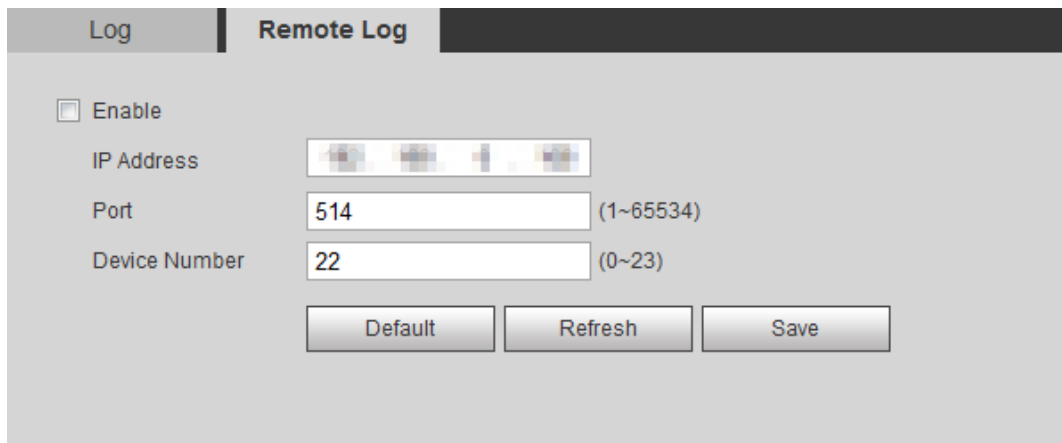 Log Remote Log
Enable
IP Address
Port 514 (1~65534)
Device Number 22 (0~23)
Default Refresh Save